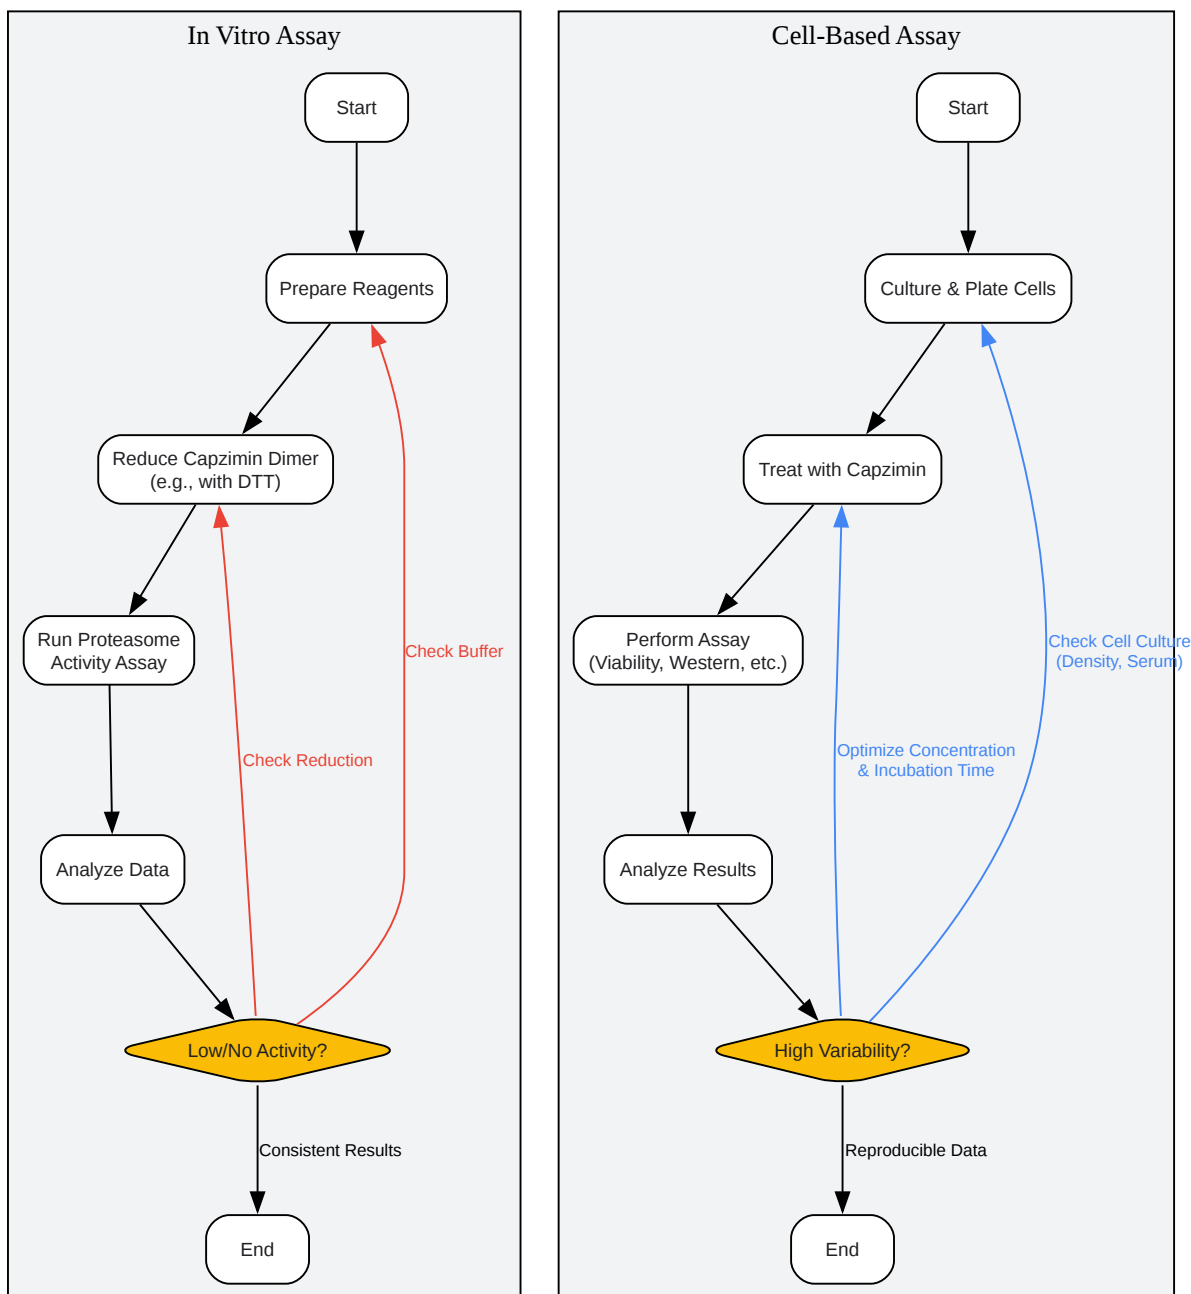 In Vitro Assay
Start
Prepare Reagents
Reduce Capzimin Dimer
(e.g., with DTT)
Run Proteasome
Activity Assay
Check Buffer
Check Reduction
Analyze Data
Low/No Activity?
Consistent Results
End
Cell-Based Assay
Start
Culture & Plate Cells
Treat with Capzimin
Perform Assay
(Viability, Western, etc.)
Check Cell Culture
(Density, Serum)
Optimize Concentration
& Incubation Time
Analyze Results
High Variability?
Reproducible Data
End